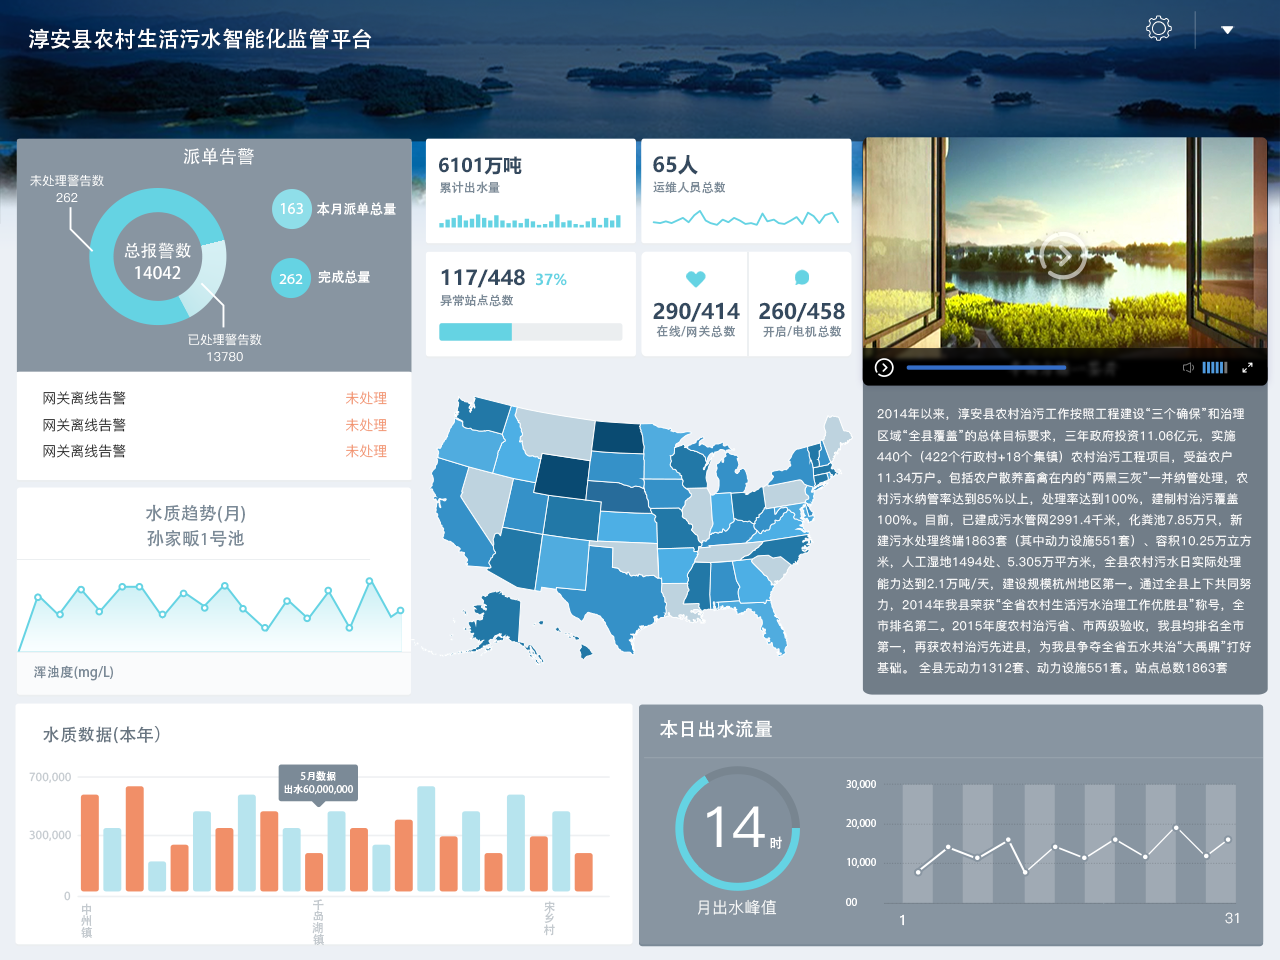 淳安县农村生活污水智能化监管平台
派单告警
未处理警告数
262
总报警数
14042
已处理警告数
13780
163 本月派单总量
262 完成总量
网关离线告警 未处理
网关离线告警 未处理
网关离线告警 未处理
水质趋势(月)
孙家畈1号池
浑浊度(mg/L)
6101万吨
累计出水量
65人
运维人员总数
117/448 37%
异常站点总数
290/414
在线/网关总数
260/458
开启/电机总数
2014年以来，淳安县农村治污工作按照工程建设“三个确保”和治理
区域“全县覆盖”的总体目标要求，三年政府投资11.06亿元，实施
440个（422个行政村+18个集镇）农村治污工程项目，受益农户
11.34万户。包括农户散养畜禽在内的“两黑三灰”一并纳管处理，农
村污水纳管率达到85%以上，处理率达到100%，建制村治污覆盖
100%。目前，已建成污水管网2991.4千米，化粪池7.85万只，新
建污水处理终端1863套（其中动力设施551套）、容积10.25万立方
米，人工湿地1494处、5.305万平方米，全县农村污水日实际处理
能力达到2.1万吨/天，建设规模杭州地区第一。通过全县上下共同努
力，2014年我县荣获“全省农村生活污水治理工作优胜县”称号，全
市排名第二。2015年度农村治污省、市两级验收，我县均排名全市
第一，再获农村治污先进县，为我县争夺全省五水共治“大禹鼎”打好
基础。 全县无动力1312套、动力设施551套。站点总数1863套
水质数据(本年)
700,000
300,000
0
5月数据
出水60,000,000
中州镇
千岛湖镇
宋乡村
本日出水流量
14时
月出水峰值
30,000
20,000
10,000
00
1
31